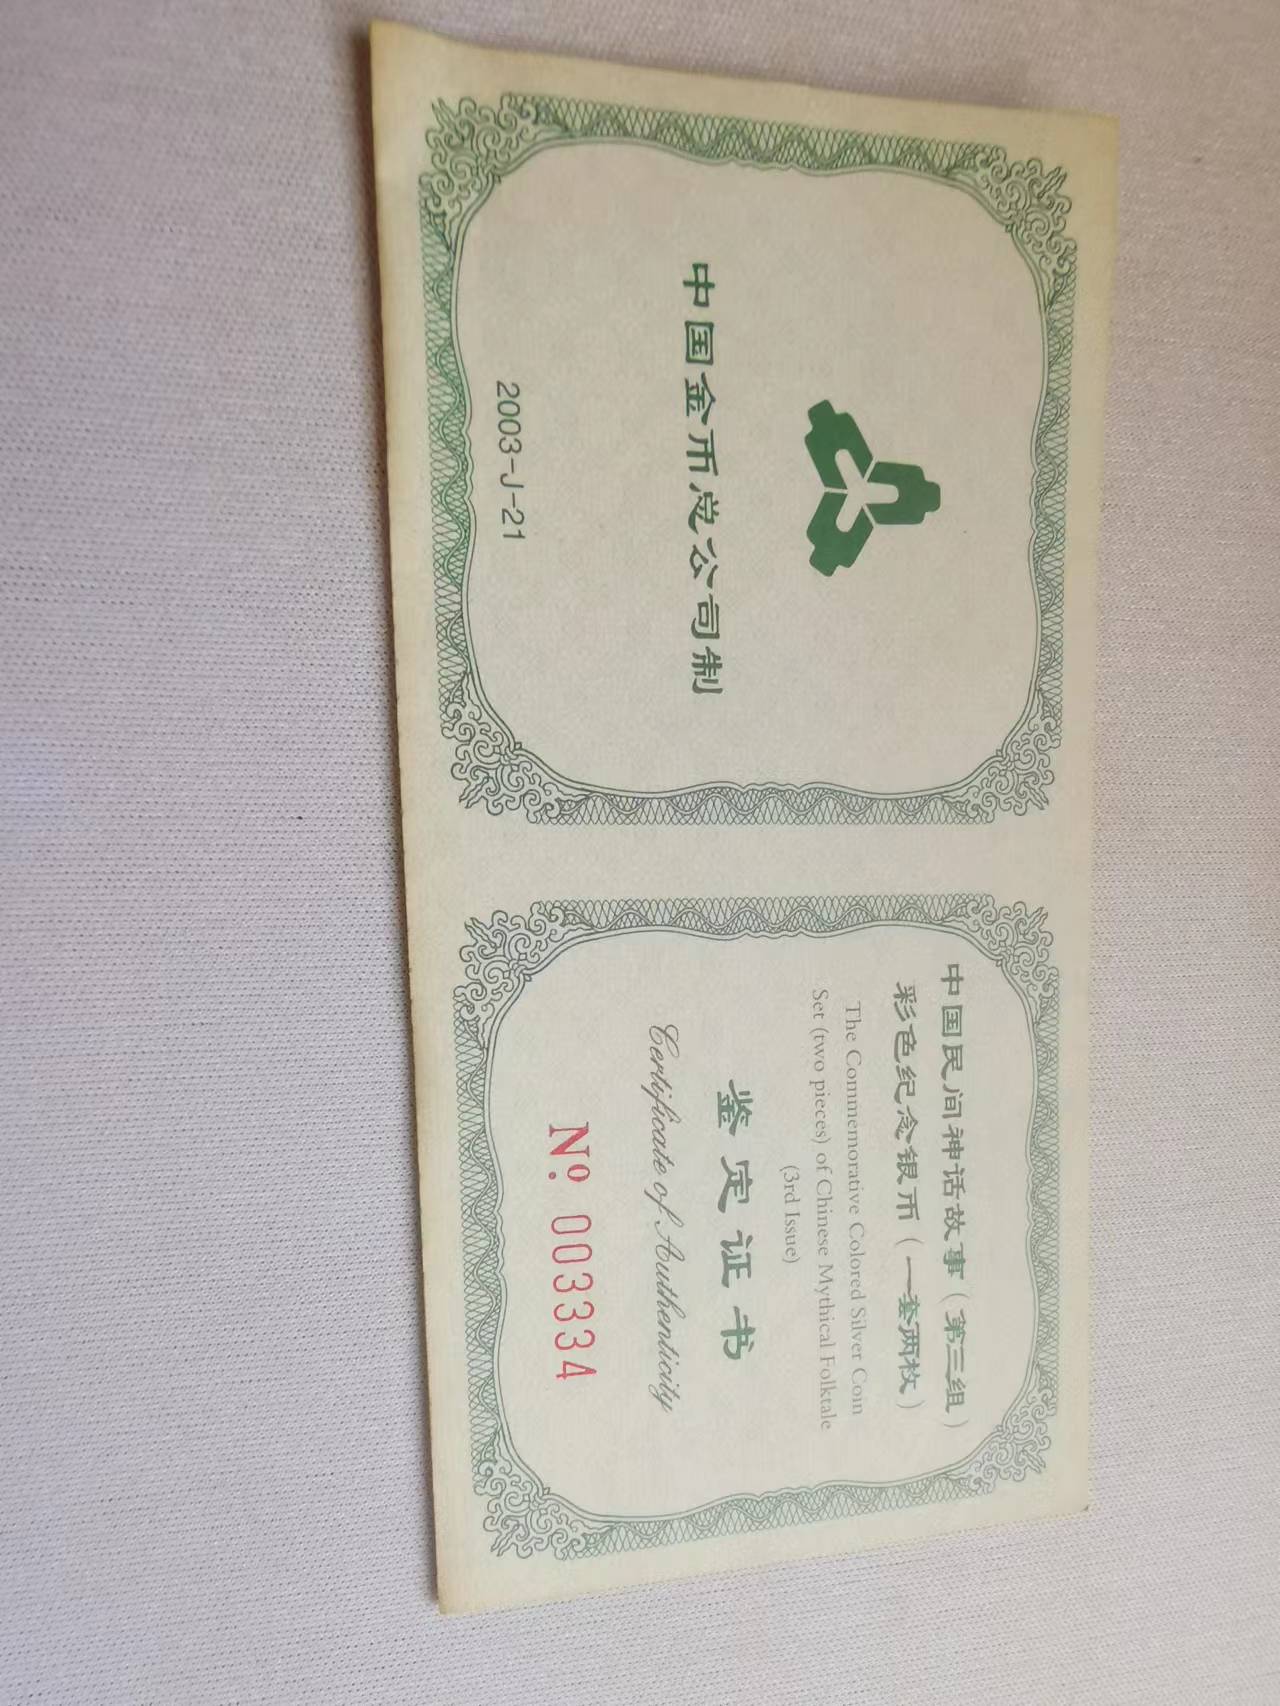 中国金币总公司制
2003-J-21
中国民间神话故事（第三组）
彩色纪念银币（一套两枚）
The Commemorative Colored Silver Coin
Set (two pieces) of Chinese Mythical Folktale
(3rd Issue)
鉴定证书
Certificate of Authenticity
No. 003334